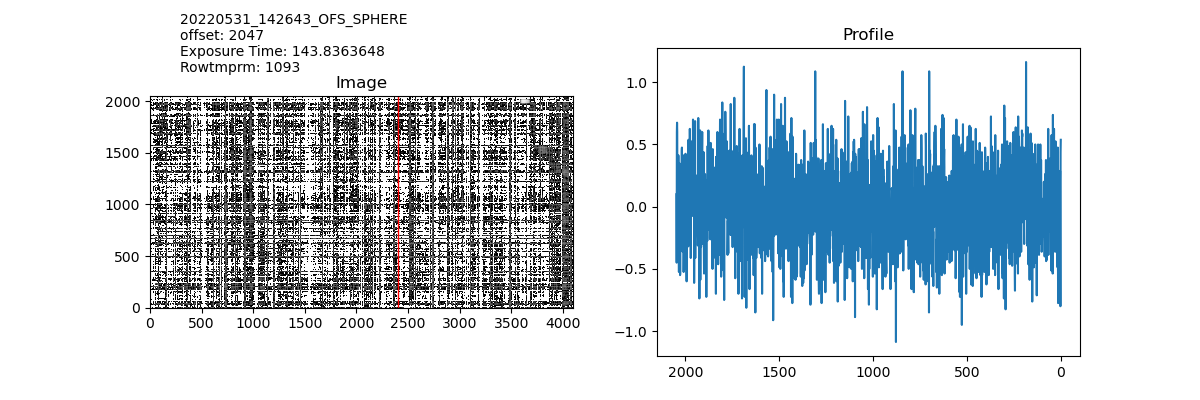 20220531_142643_OFS_SPHERE
offset: 2047
Exposure Time: 143.8363648
Rowtmprm: 1093
Image
2000
1500
1000
500
0
0 500 1000 1500 2000 2500 3000 3500 4000
Profile
1.0
0.5
0.0
−0.5
−1.0
2000 1500 1000 500 0